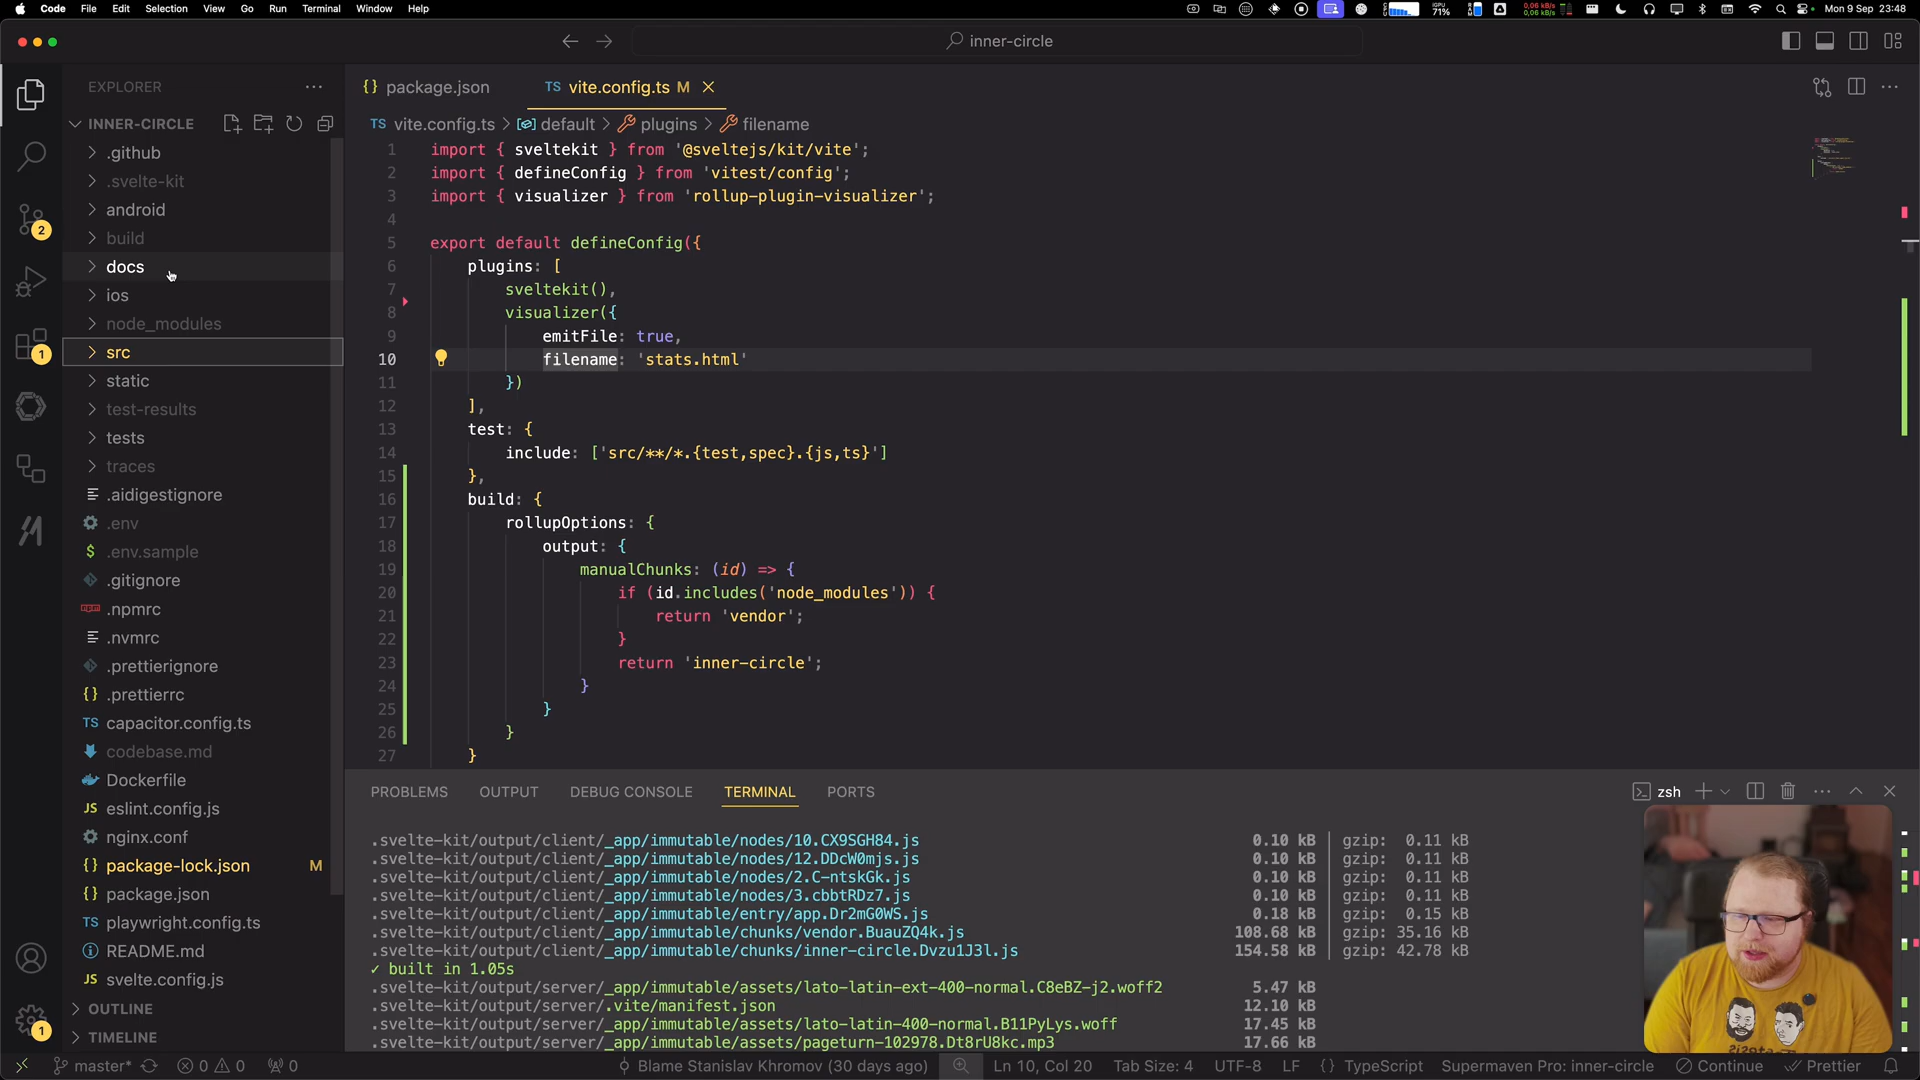 Code File Edit Selection View Go Run Terminal Window Help
71%
0,06 kB/s
0,06 kB/s
Mon 9 Sep 23:48
inner-circle
EXPLORER
package.json
TS vite.config.ts M
INNER-CIRCLE
TS vite.config.ts > default > plugins > filename
.github
.svelte-kit
android
build
docs
ios
node_modules
src
static
test-results
tests
traces
.aidigestignore
.env
.env.sample
.gitignore
.npmrc
.nvmrc
.prettierignore
.prettierrc
TS capacitor.config.ts
codebase.md
Dockerfile
JS eslint.config.js
nginx.conf
package-lock.json M
package.json
TS playwright.config.ts
README.md
JS svelte.config.js
OUTLINE
TIMELINE
2
1
1
1 import { sveltekit } from '@sveltejs/kit/vite';
2 import { defineConfig } from 'vitest/config';
3 import { visualizer } from 'rollup-plugin-visualizer';
4
5 export default defineConfig({
6 plugins: [
7 sveltekit(),
8 visualizer({
9 emitFile: true,
10 filename: 'stats.html'
11 })
12 ],
13 test: {
14 include: ['src/**/*.{test,spec}.{js,ts}']
15 },
16 build: {
17 rollupOptions: {
18 output: {
19 manualChunks: (id) => {
20 if (id.includes('node_modules')) {
21 return 'vendor';
22 }
23 return 'inner-circle';
24 }
25 }
26 }
27 }
PROBLEMS OUTPUT DEBUG CONSOLE TERMINAL PORTS
zsh
.svelte-kit/output/client/_app/immutable/nodes/10.CX9SGH84.js 0.10 kB │ gzip: 0.11 kB
.svelte-kit/output/client/_app/immutable/nodes/12.DDcW0mjs.js 0.10 kB │ gzip: 0.11 kB
.svelte-kit/output/client/_app/immutable/nodes/2.C-ntskGk.js 0.10 kB │ gzip: 0.11 kB
.svelte-kit/output/client/_app/immutable/nodes/3.cbbtRDz7.js 0.10 kB │ gzip: 0.11 kB
.svelte-kit/output/client/_app/immutable/entry/app.Dr2mG0WS.js 0.18 kB │ gzip: 0.15 kB
.svelte-kit/output/client/_app/immutable/chunks/vendor.BuauZQ4k.js 108.68 kB │ gzip: 35.16 kB
.svelte-kit/output/client/_app/immutable/chunks/inner-circle.Dvzu1J3l.js 154.58 kB │ gzip: 42.78 kB
✓ built in 1.05s
.svelte-kit/output/server/_app/immutable/assets/lato-latin-ext-400-normal.C8eBZ-j2.woff2 5.47 kB
.svelte-kit/output/server/.vite/manifest.json 12.10 kB
.svelte-kit/output/server/_app/immutable/assets/lato-latin-400-normal.B11PyLys.woff 17.45 kB
.svelte-kit/output/server/_app/immutable/assets/pageturn-102978.Dt8rU8kc.mp3 17.66 kB
master* 0 0 0 Blame Stanislav Khromov (30 days ago) Ln 10, Col 20 Tab Size: 4 UTF-8 LF {} TypeScript Supermaven Pro: inner-circle Continue Prettier